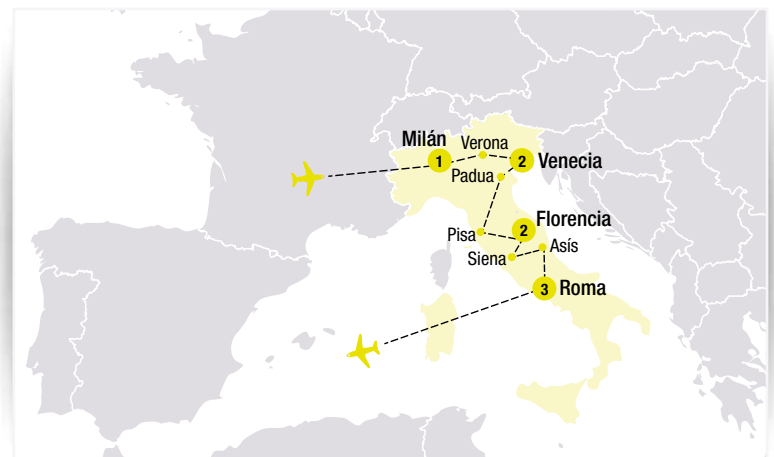 Milán
Verona
1
2
Venecia
Padua
Florencia
2
Pisa
Asís
Siena
3
Roma